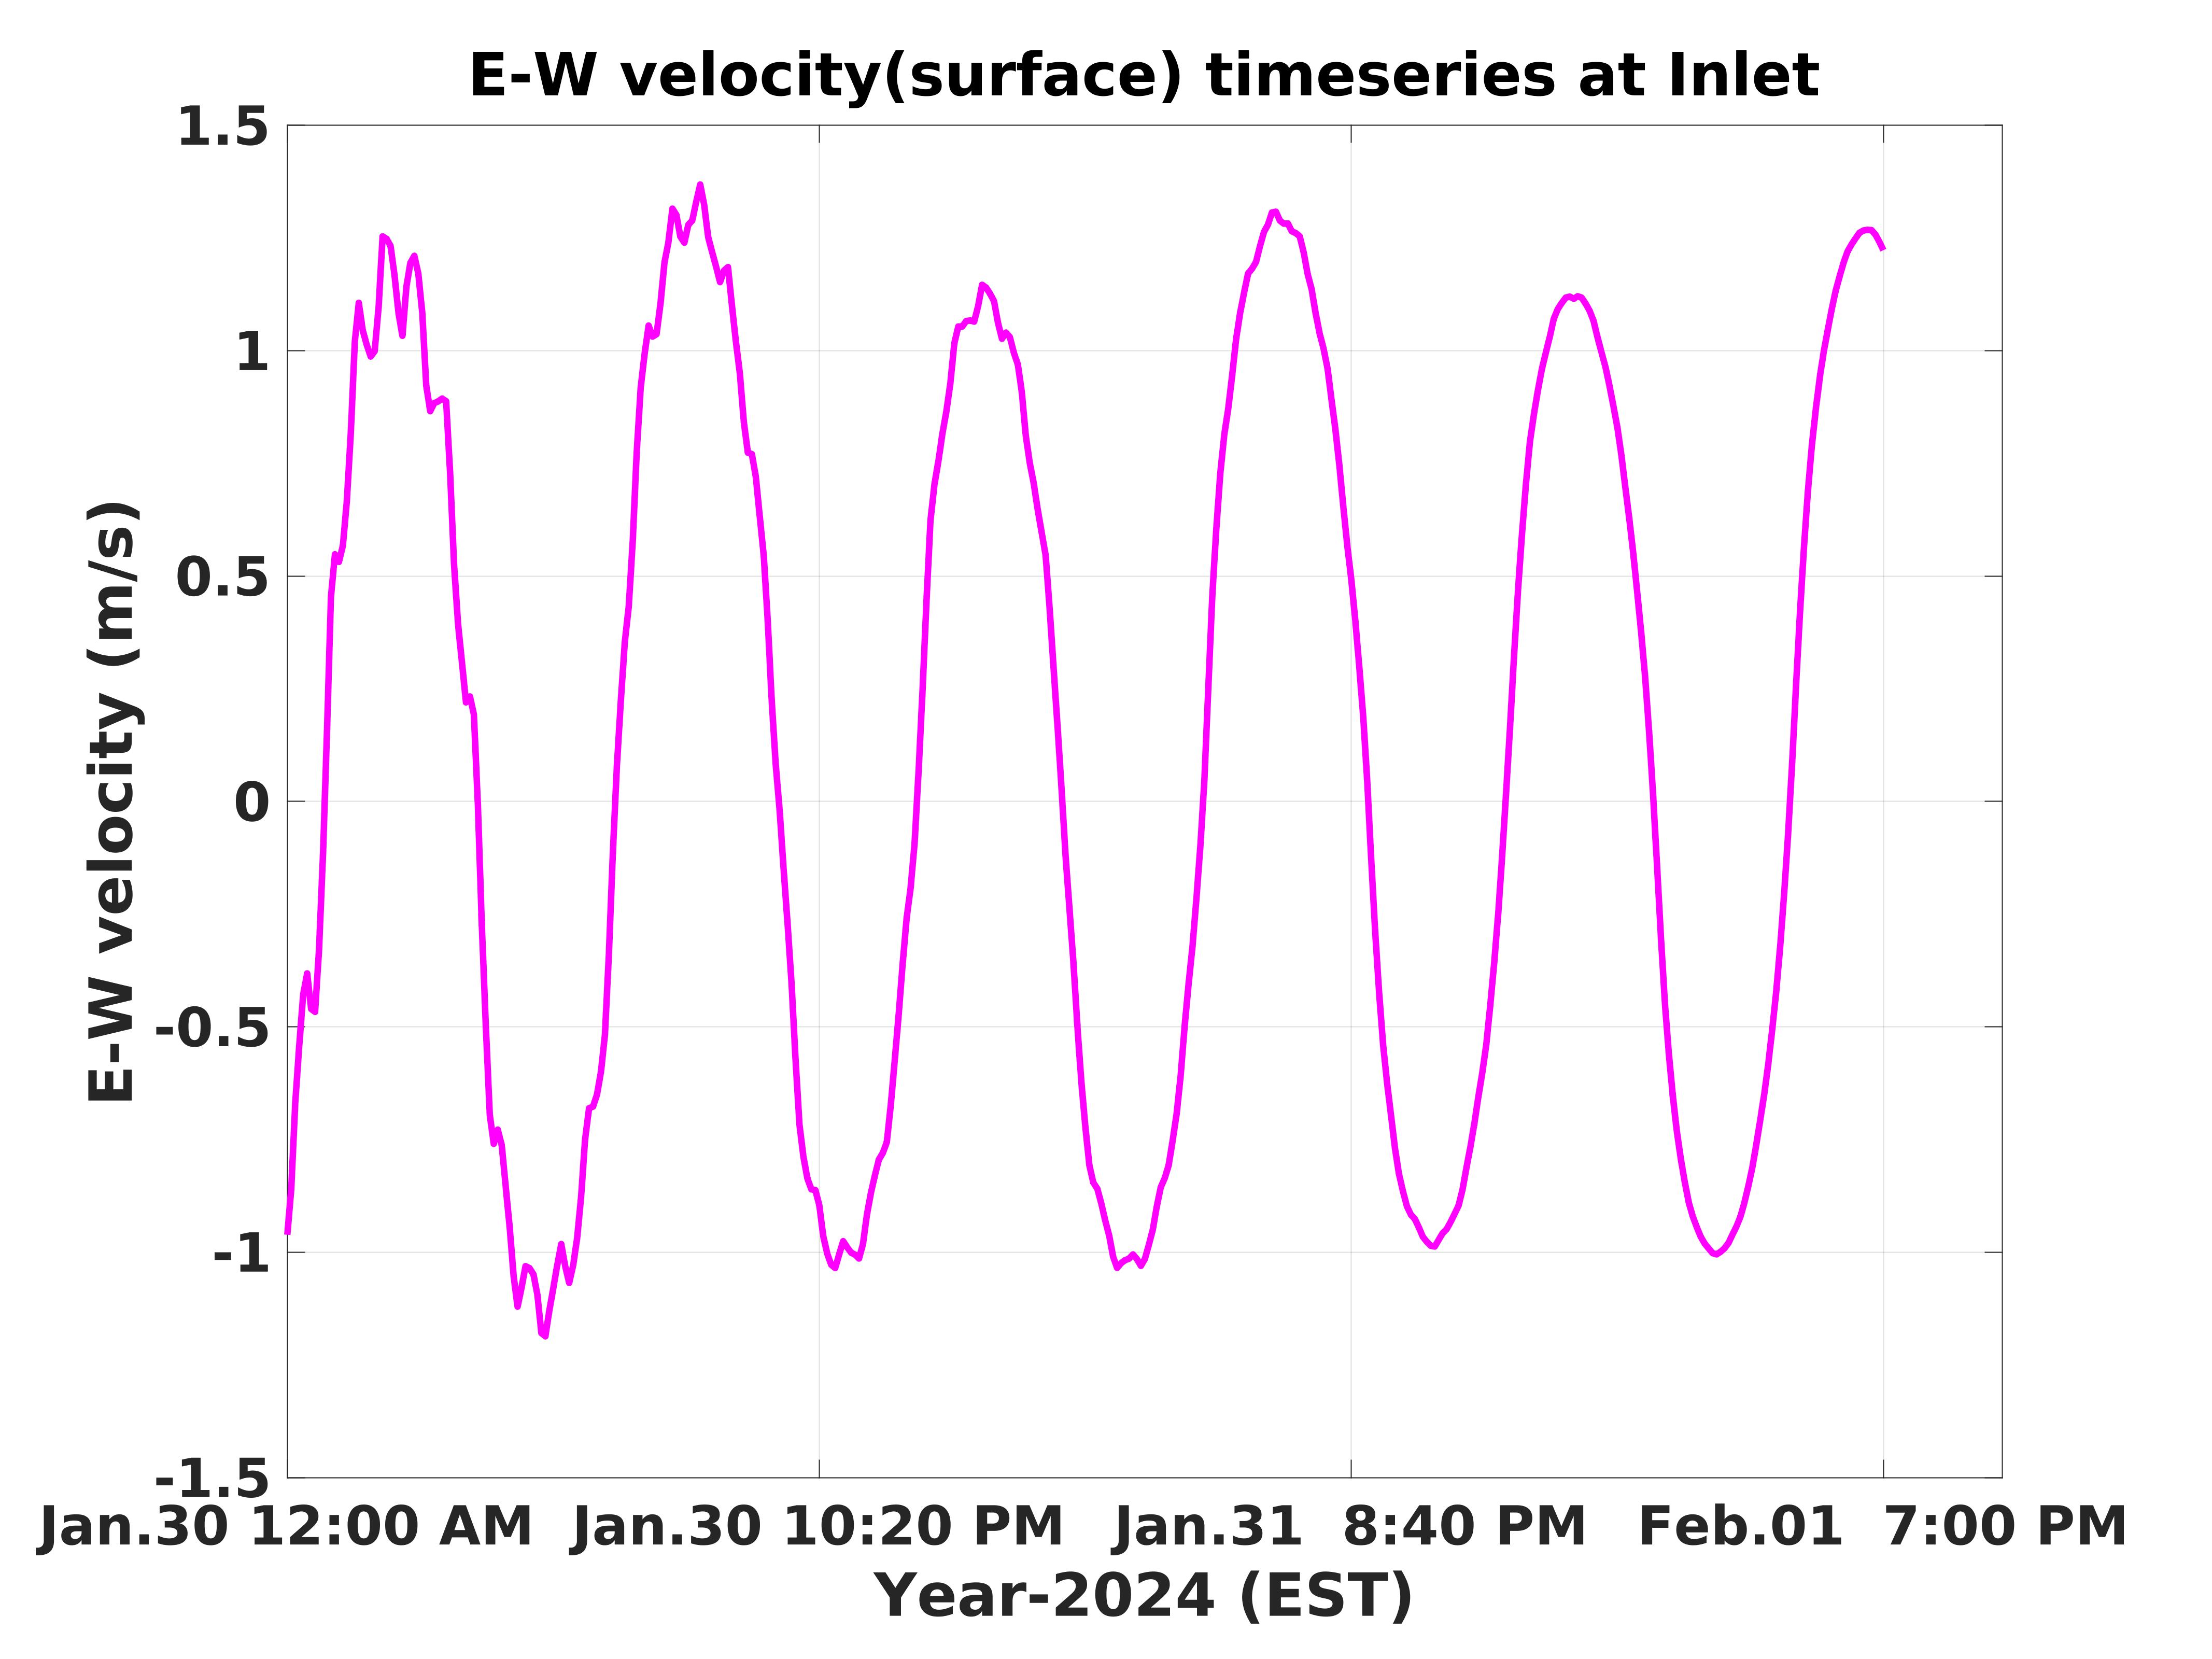 E-W velocity(surface) timeseries at Inlet
E-W velocity (m/s)
1.5
1
0.5
0
-0.5
-1
-1.5
Jan.30 12:00 AM Jan.30 10:20 PM Jan.31 8:40 PM Feb.01 7:00 PM
Year-2024 (EST)